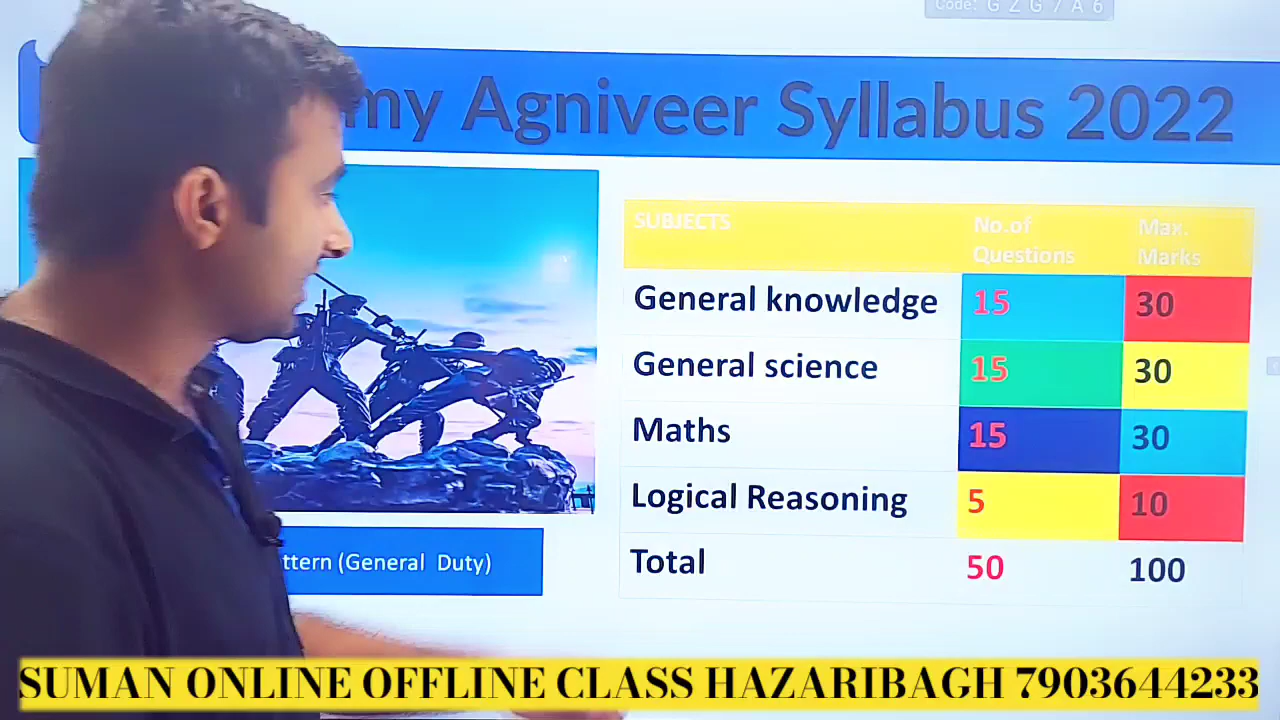 Code: G Z G 7 A 6
my Agniveer Syllabus 2022
SUBJECTS No.of Questions Max. Marks
General knowledge 15 30
General science 15 30
Maths 15 30
Logical Reasoning 5 10
Total 50 100
ttern (General Duty)
SUMAN ONLINE OFFLINE CLASS HAZARIBAGH 7903644233